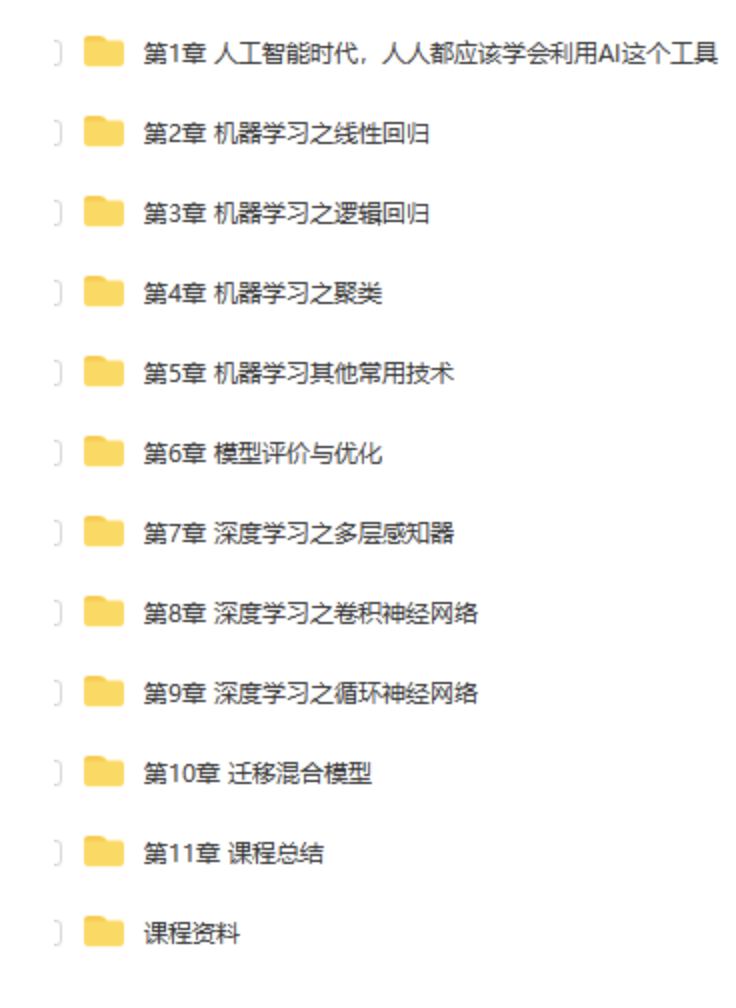 第1章 人工智能时代，人人都应该学会利用AI这个工具
第2章 机器学习之线性回归
第3章 机器学习之逻辑回归
第4章 机器学习之聚类
第5章 机器学习其他常用技术
第6章 模型评价与优化
第7章 深度学习之多层感知器
第8章 深度学习之卷积神经网络
第9章 深度学习之循环神经网络
第10章 迁移混合模型
第11章 课程总结
课程资料